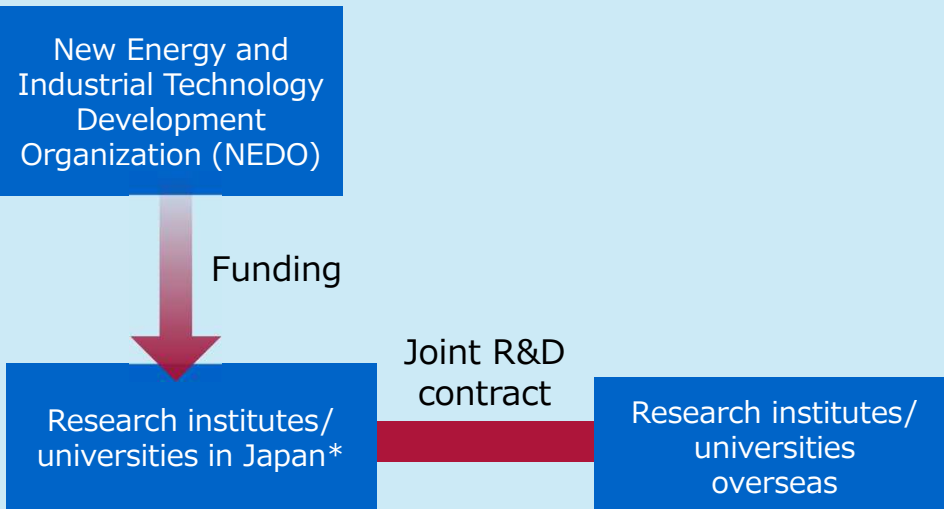 New Energy and
Industrial Technology
Development
Organization (NEDO)
Funding
Joint R&D
contract
Research institutes/
universities in Japan*
Research institutes/
universities
overseas